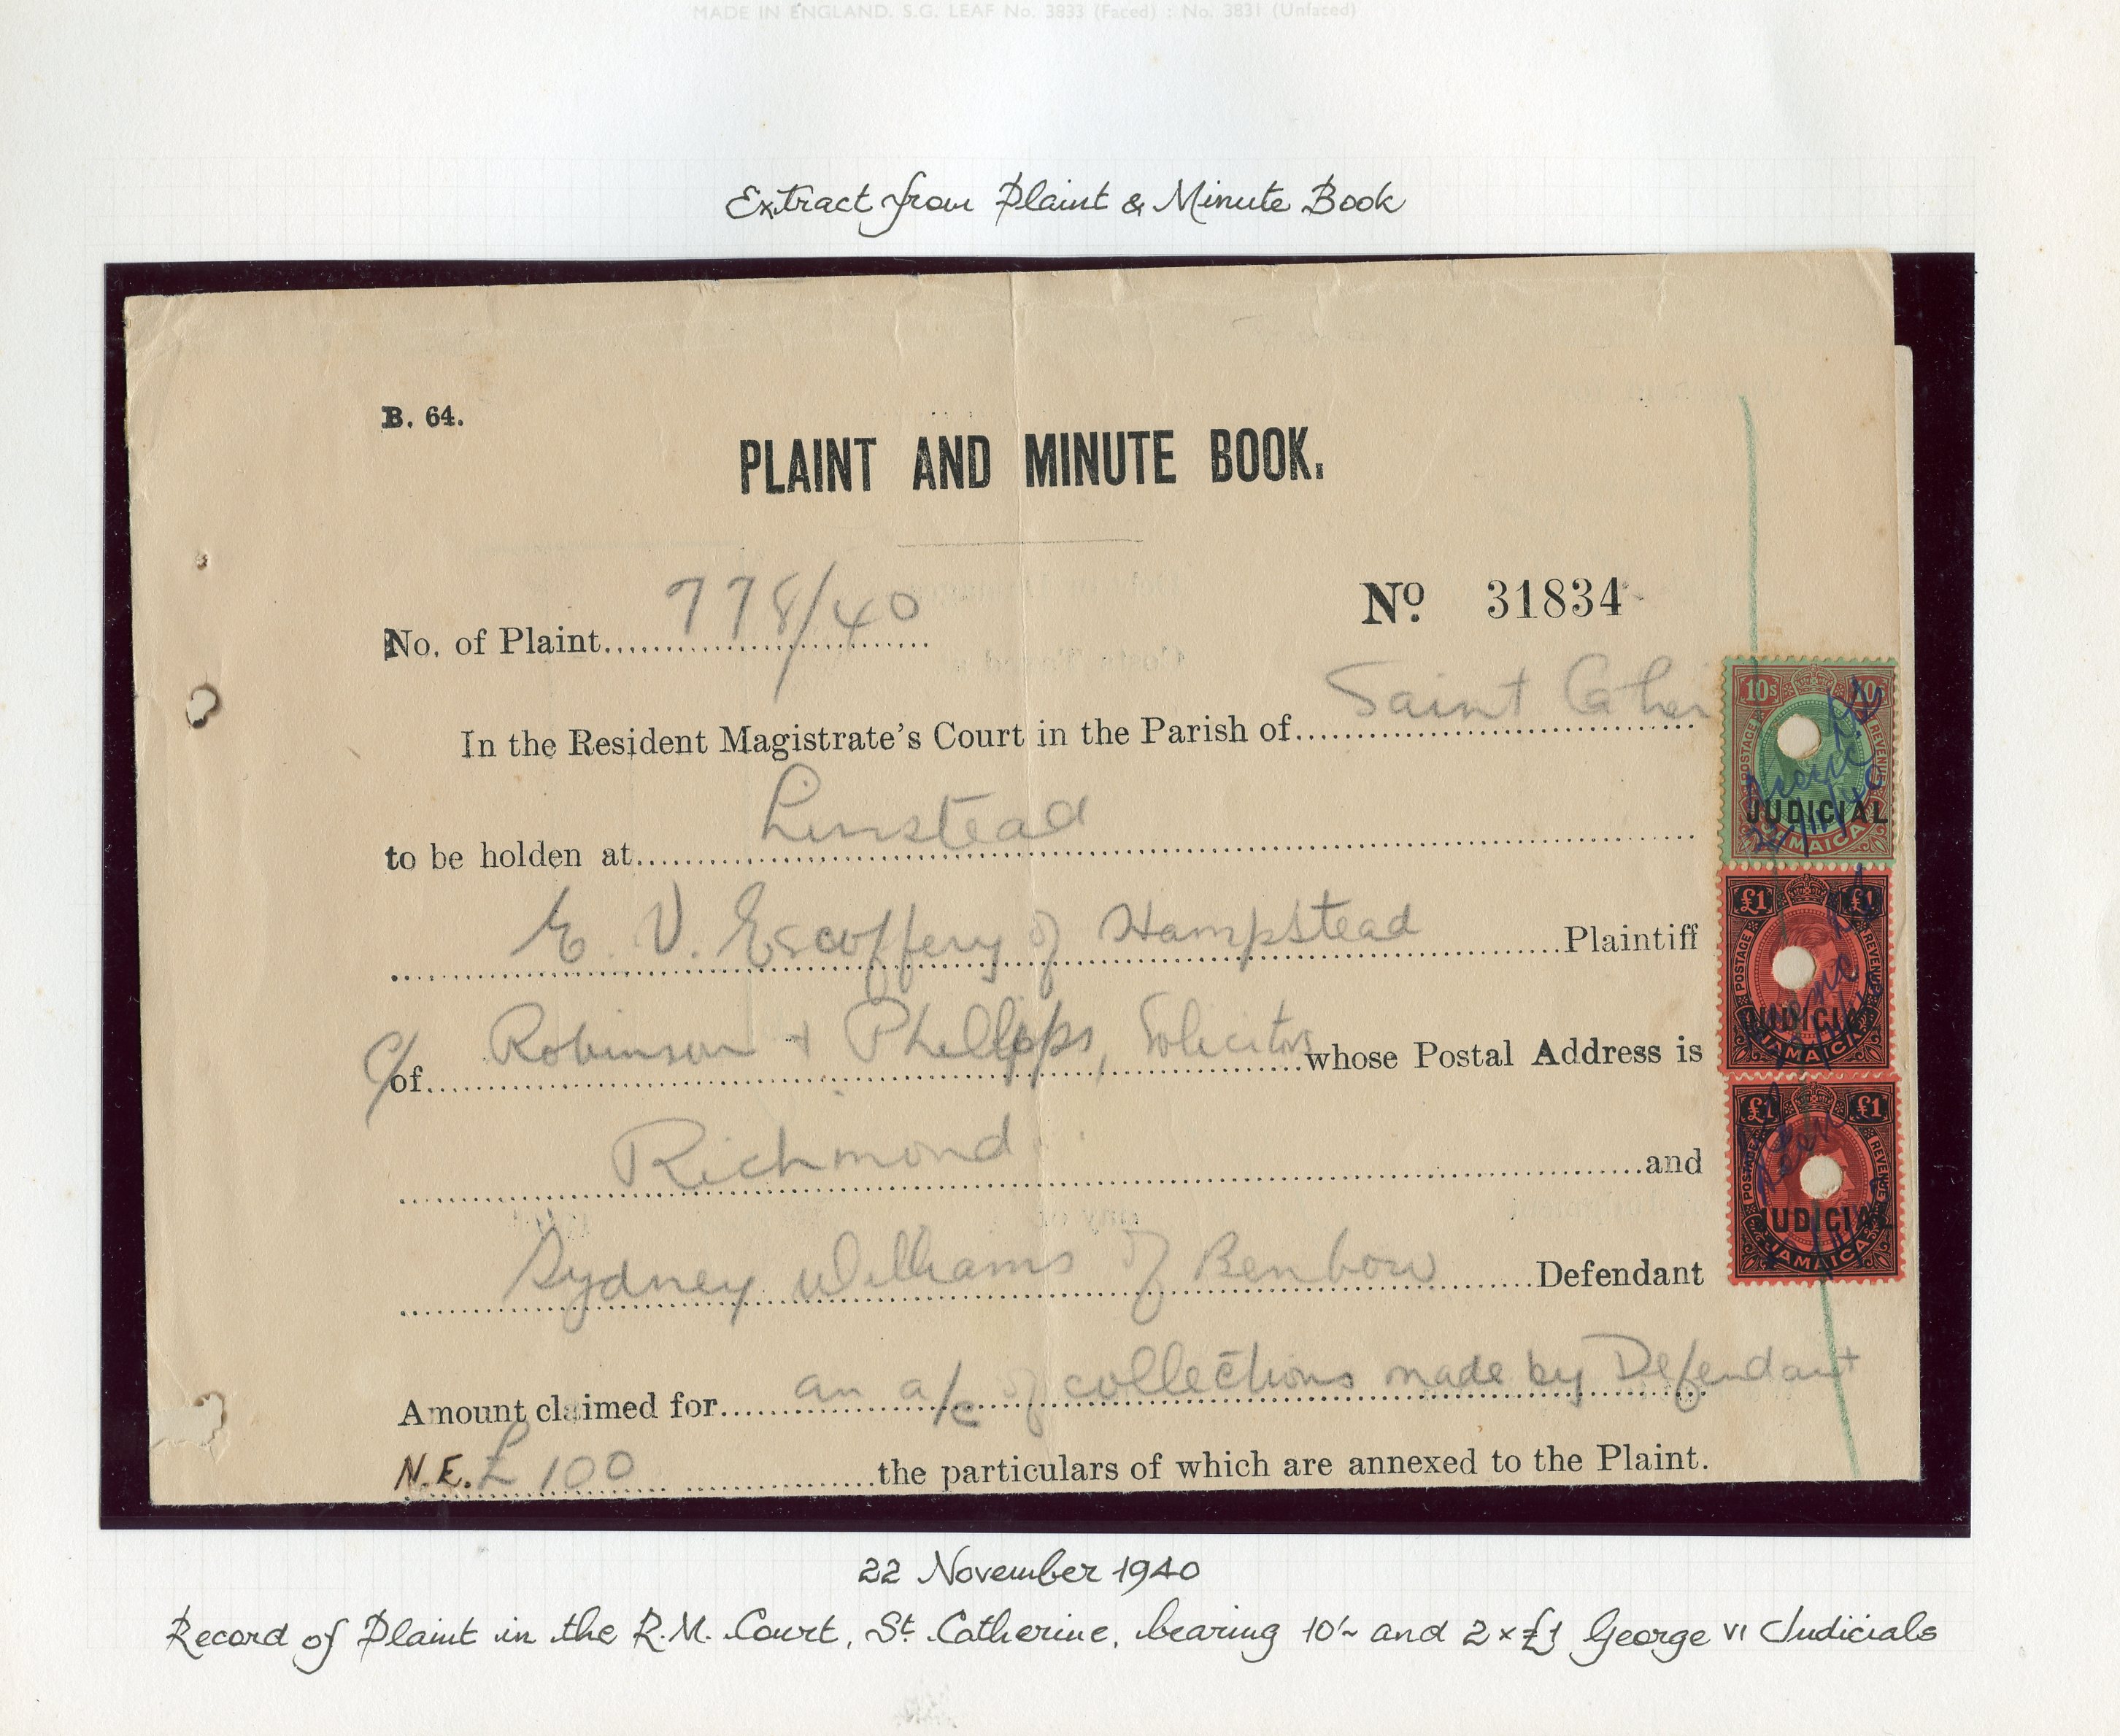 MADE IN ENGLAND. S.G. LEAF No. 3833 (Faced) : No. 3831 (Unfaced)
Extract from Plaint & Minute Book
B. 64.
PLAINT AND MINUTE BOOK.
No. of Plaint 778/40
No 31834
In the Resident Magistrate's Court in the Parish of Saint Cather
to be holden at Linstead
E. V. Escoffery of Hampstead Plaintiff
c/of Robinson + Phillipps, Solicitors whose Postal Address is
Richmond and
Sydney Williams of Benbow Defendant
Amount claimed for an a/c of collections made by Defendant
N.E. £100 the particulars of which are annexed to the Plaint.
10s 10s
POSTAGE REVENUE
JUDICIAL
JAMAICA
22/11/40
£1 £1
POSTAGE REVENUE
JUDICIAL
JAMAICA
£1 £1
POSTAGE REVENUE
JUDICIAL
JAMAICA
22 November 1940
Record of Plaint in the R.M. Court, St. Catherine, bearing 10/- and 2 x £1 George VI Judicials